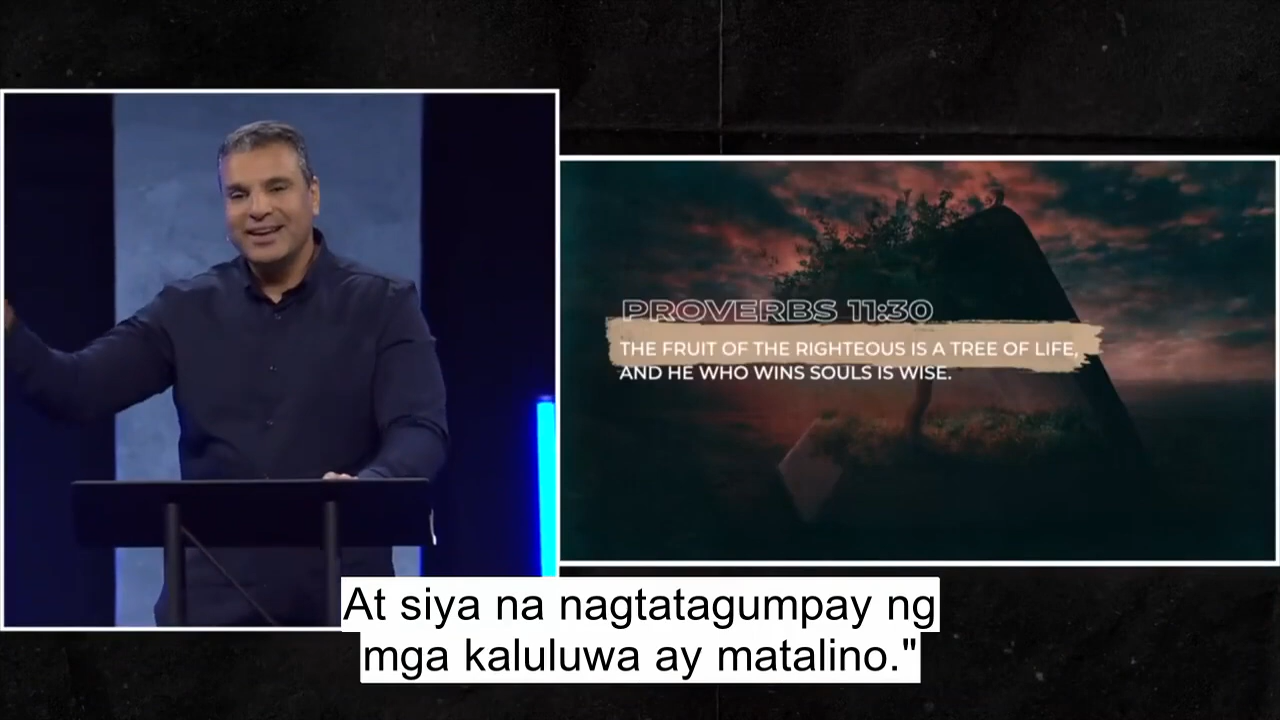 PROVERBS 11:30
THE FRUIT OF THE RIGHTEOUS IS A TREE OF LIFE,
AND HE WHO WINS SOULS IS WISE.
At siya na nagtatagumpay ng
mga kaluluwa ay matalino."